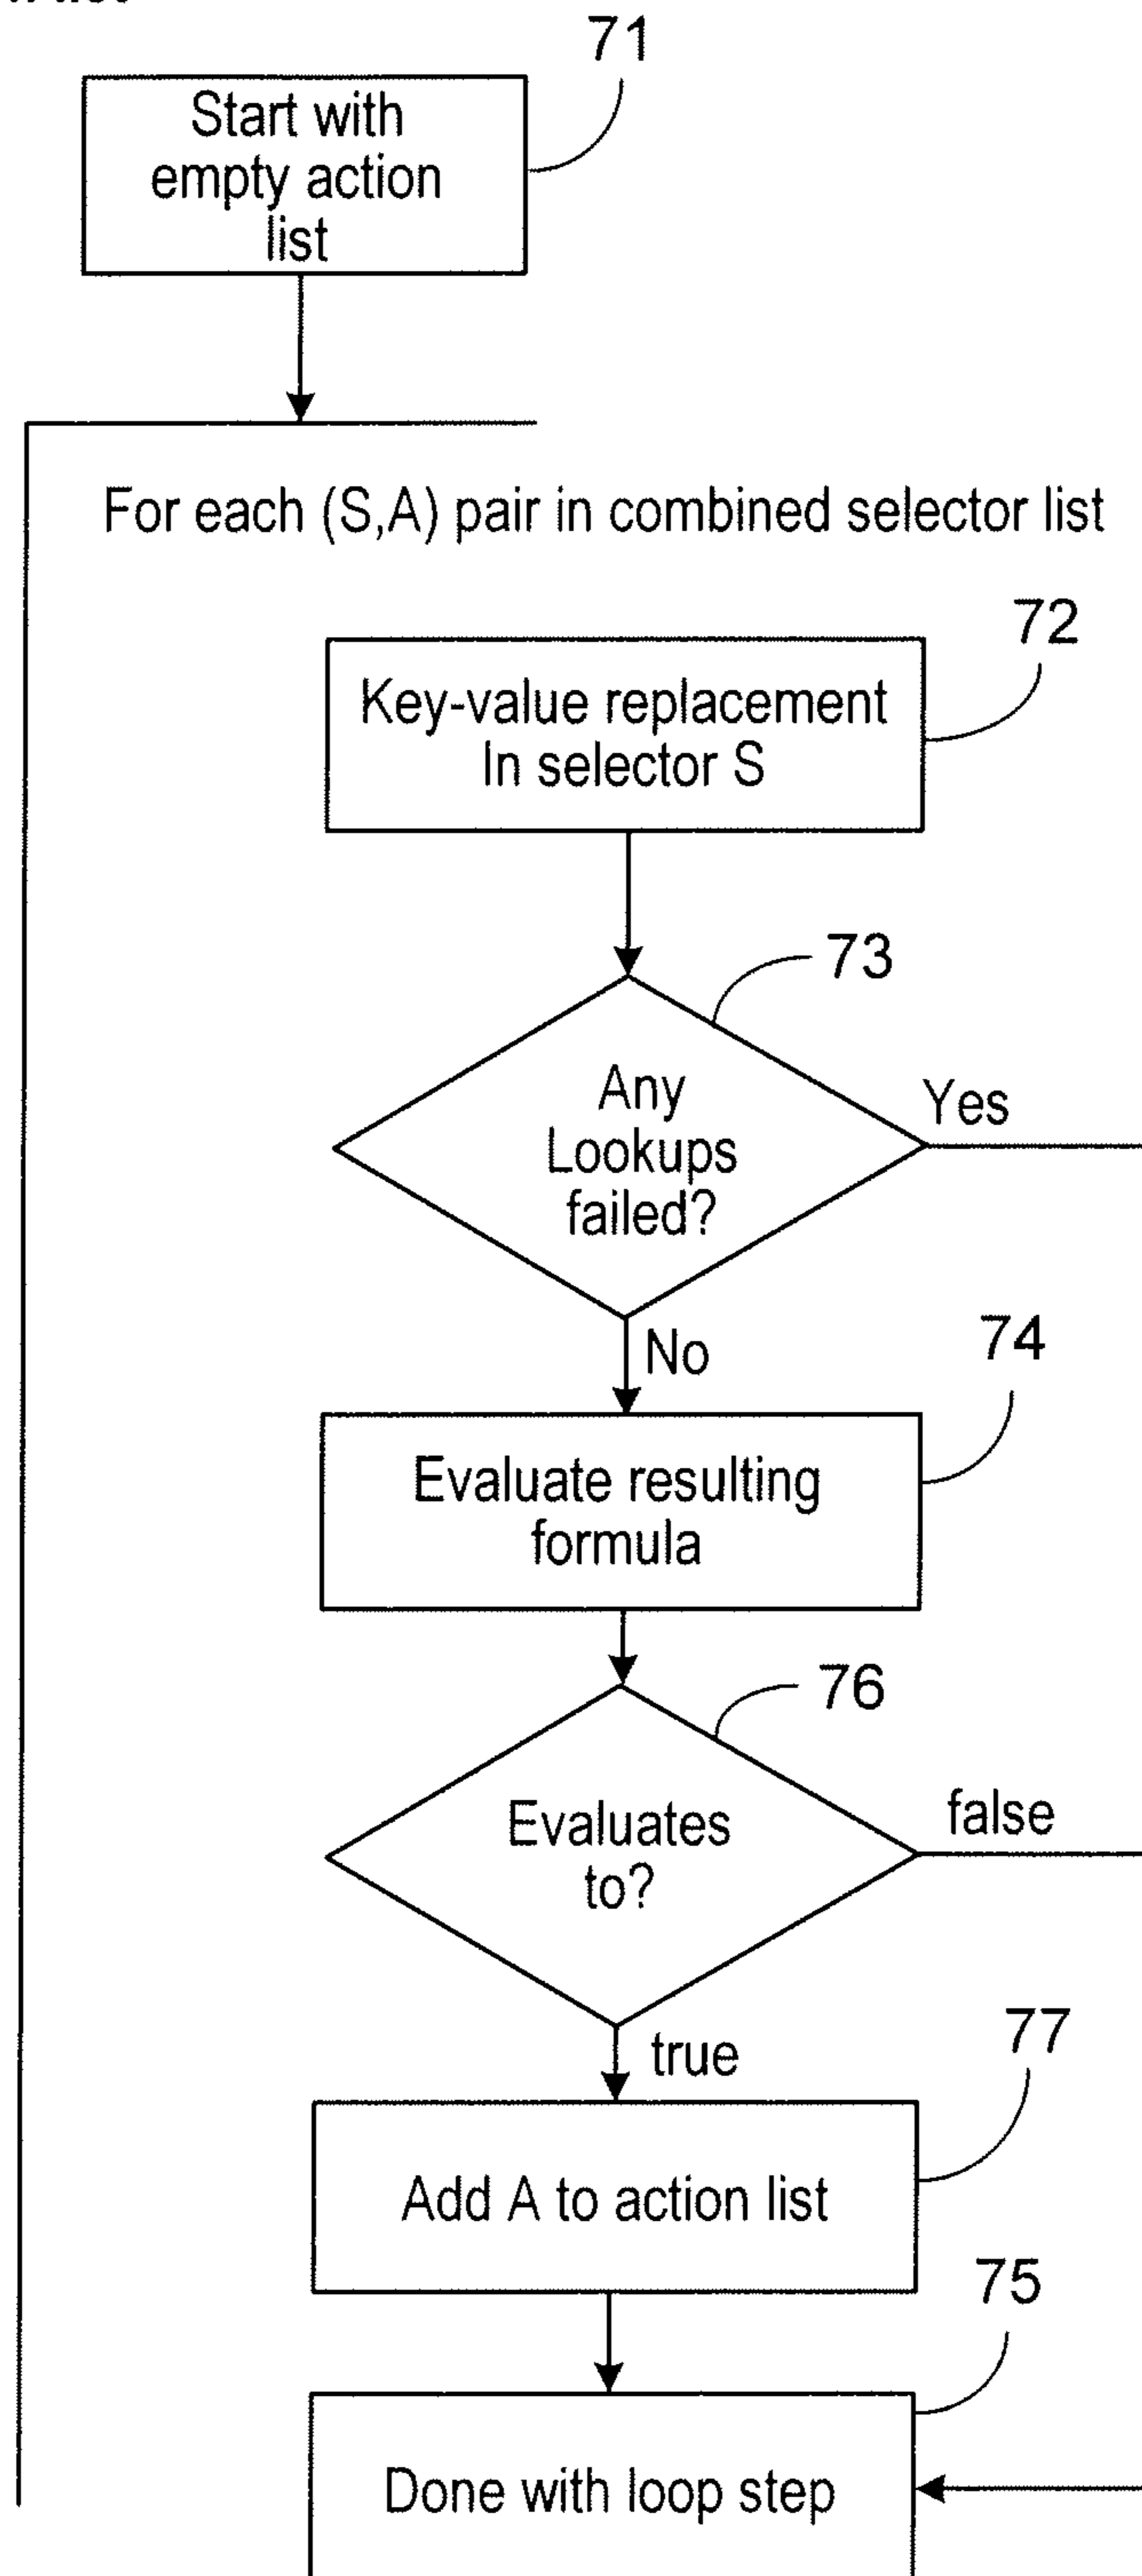 71
Start with
empty action
list
For each (S,A) pair in combined selector list
72
Key-value replacement
In selector S
73
Any
Lookups
failed?
Yes
No
74
Evaluate resulting
formula
76
Evaluates
to?
false
true
77
Add A to action list
75
Done with loop step